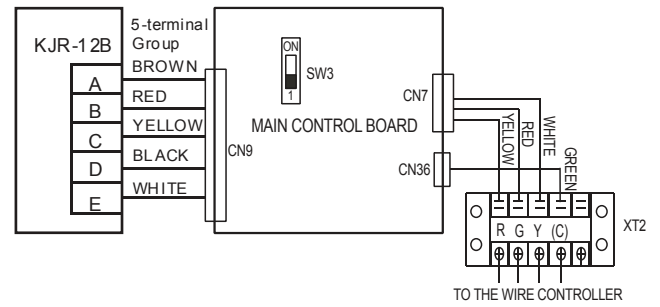 5-terminal
Group
KJR-12B
A
B
C
D
E
BROWN
RED
YELLOW
BLACK
WHITE
CN9
ON
1
SW3
MAIN CONTROL BOARD
CN7
CN36
YELLOW
RED
WHITE
GREEN
R G Y (C)
XT2
TO THE WIRE CONTROLLER